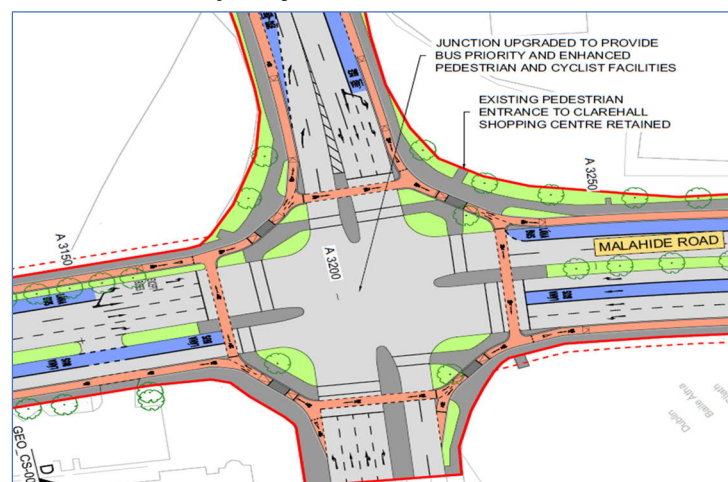 JUNCTION UPGRADED TO PROVIDE
BUS PRIORITY AND ENHANCED
PEDESTRIAN AND CYCLIST FACILITIES
EXISTING PEDESTRIAN
ENTRANCE TO CLAREHALL
SHOPPING CENTRE RETAINED
A 3250
A 3150
A 3200
MALAHIDE ROAD
Dublin
D